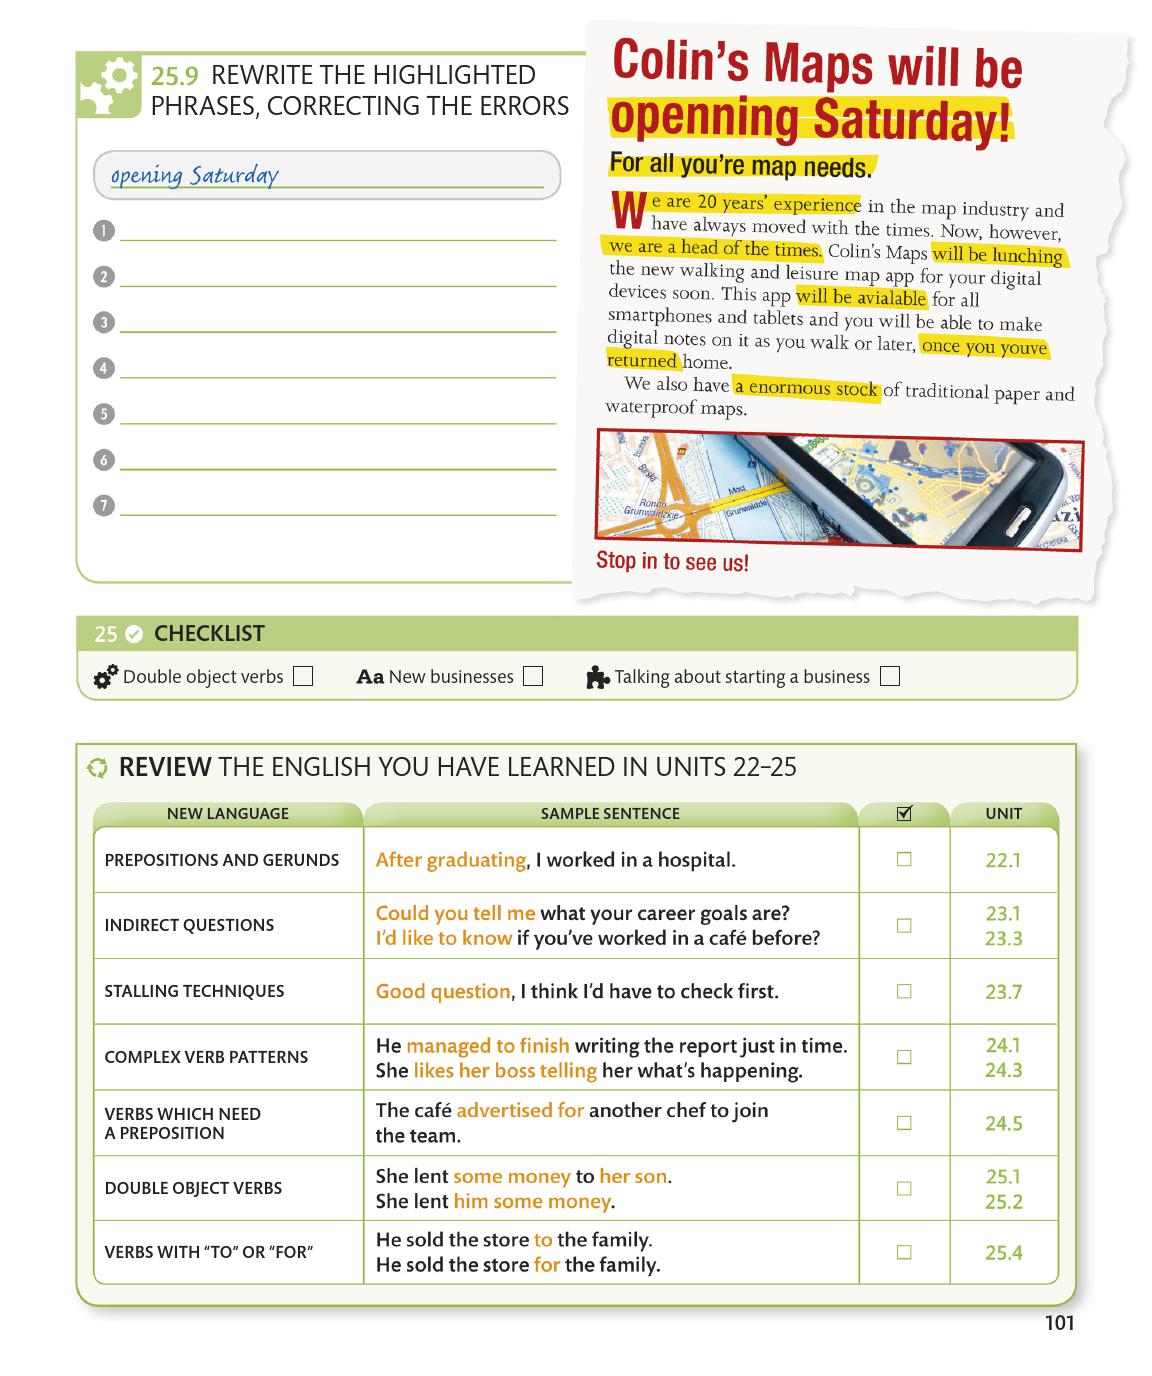 25.9 REWRITE THE HIGHLIGHTED
PHRASES, CORRECTING THE ERRORS
opening Saturday
1
2
3
4
5
6
7
Colin's Maps will be
openning Saturday!
For all you're map needs.
We are 20 years' experience in the map industry and
have always moved with the times. Now, however,
we are a head of the times. Colin's Maps will be lunching
the new walking and leisure map app for your digital
devices soon. This app will be avialable for all
smartphones and tablets and you will be able to make
digital notes on it as you walk or later, once you youve
returned home.
We also have a enormous stock of traditional paper and
waterproof maps.
Rondo
Grunwaldzkie
Most
Grunwaldzki
Stop in to see us!
25 CHECKLIST
Double object verbs
Aa New businesses
Talking about starting a business
REVIEW THE ENGLISH YOU HAVE LEARNED IN UNITS 22–25
NEW LANGUAGE SAMPLE SENTENCE UNIT
PREPOSITIONS AND GERUNDS After graduating, I worked in a hospital. 22.1
INDIRECT QUESTIONS
Could you tell me what your career goals are? 23.1
I'd like to know if you've worked in a café before? 23.3
STALLING TECHNIQUES Good question, I think I'd have to check first. 23.7
COMPLEX VERB PATTERNS
He managed to finish writing the report just in time. 24.1
She likes her boss telling her what's happening. 24.3
VERBS WHICH NEED
A PREPOSITION
The café advertised for another chef to join
the team.
24.5
DOUBLE OBJECT VERBS
She lent some money to her son. 25.1
She lent him some money. 25.2
VERBS WITH “TO” OR “FOR”
He sold the store to the family.
He sold the store for the family.
25.4
101